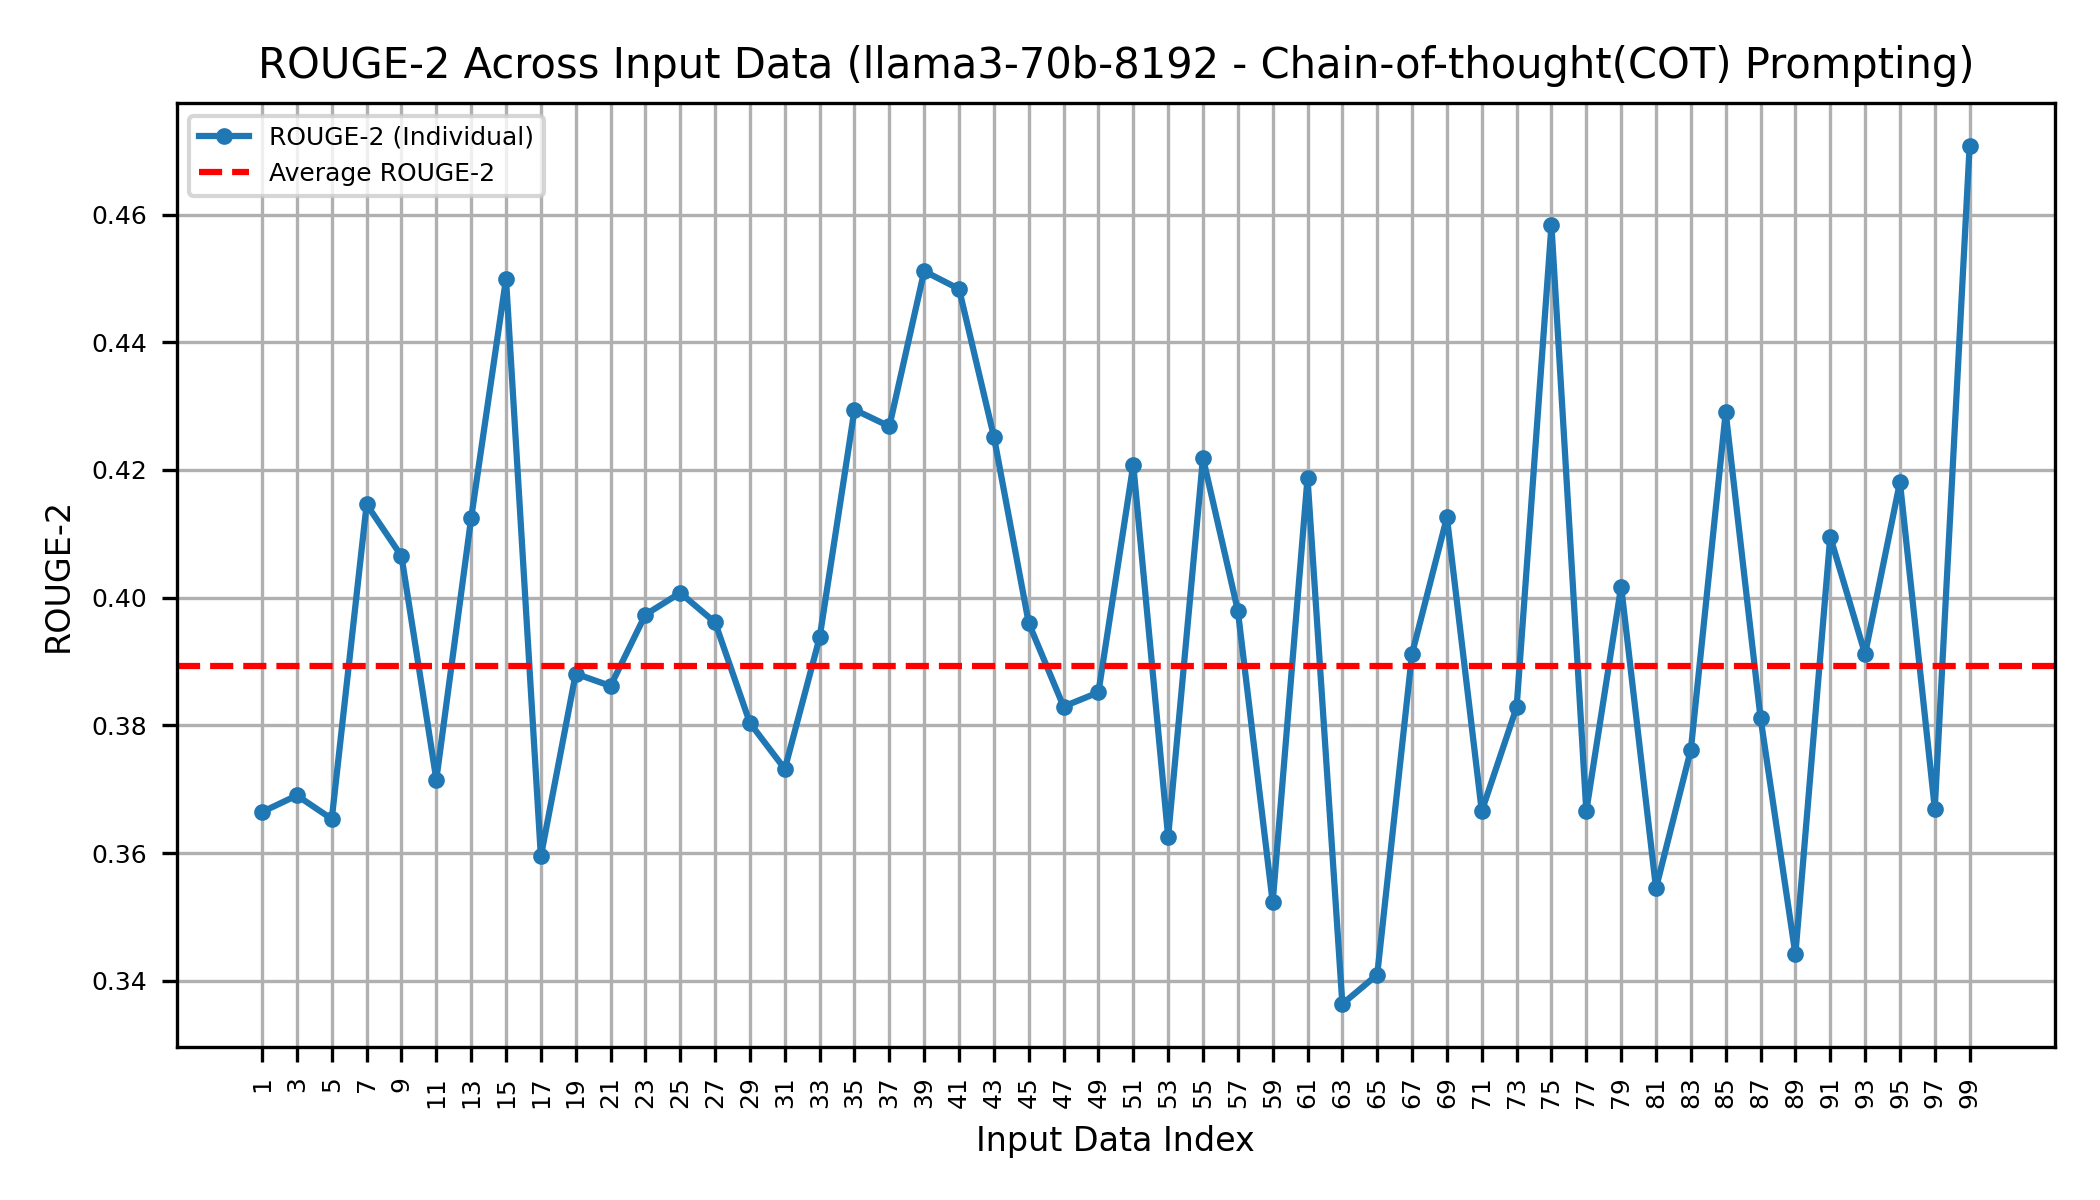 ROUGE-2 Across Input Data (llama3-70b-8192 - Chain-of-thought(COT) Prompting)
ROUGE-2 (Individual)
Average ROUGE-2
0.46
0.44
0.42
0.40
0.38
0.36
0.34
ROUGE-2
1 3 5 7 9 11 13 15 17 19 21 23 25 27 29 31 33 35 37 39 41 43 45 47 49 51 53 55 57 59 61 63 65 67 69 71 73 75 77 79 81 83 85 87 89 91 93 95 97 99
Input Data Index